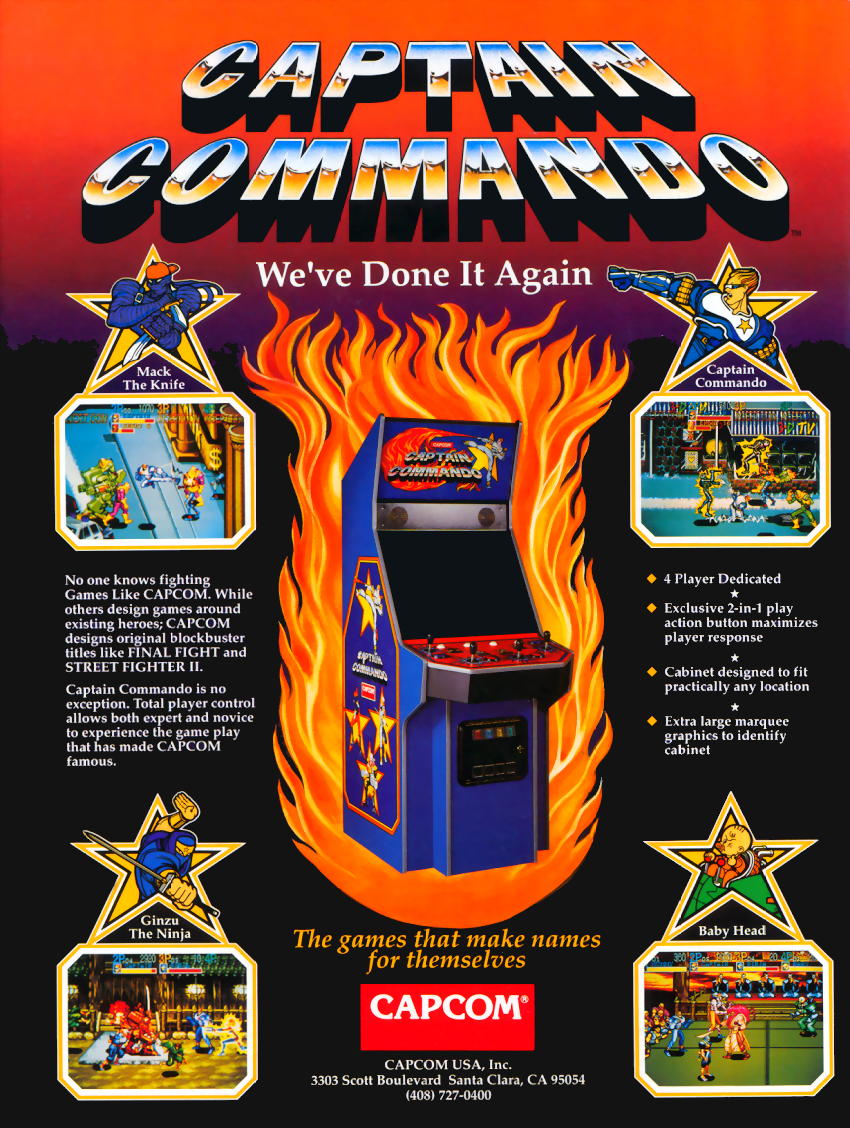 CAPTAIN
COMMANDO™
We've Done It Again
Mack
The Knife
Captain
Commando
CAPCOM
CAPTAIN
COMMANDO
No one knows fighting
Games Like CAPCOM. While
others design games around
existing heroes; CAPCOM
designs original blockbuster
titles like FINAL FIGHT and
STREET FIGHTER II.
Captain Commando is no
exception. Total player control
allows both expert and novice
to experience the game play
that has made CAPCOM
famous.
CAPTAIN
COMMANDO
CAPCOM
4 Player Dedicated
Exclusive 2-in-1 play
action button maximizes
player response
Cabinet designed to fit
practically any location
Extra large marquee
graphics to identify
cabinet
Ginzu
The Ninja
Baby Head
The games that make names
for themselves
CAPCOM®
CAPCOM USA, Inc.
3303 Scott Boulevard Santa Clara, CA 95054
(408) 727-0400